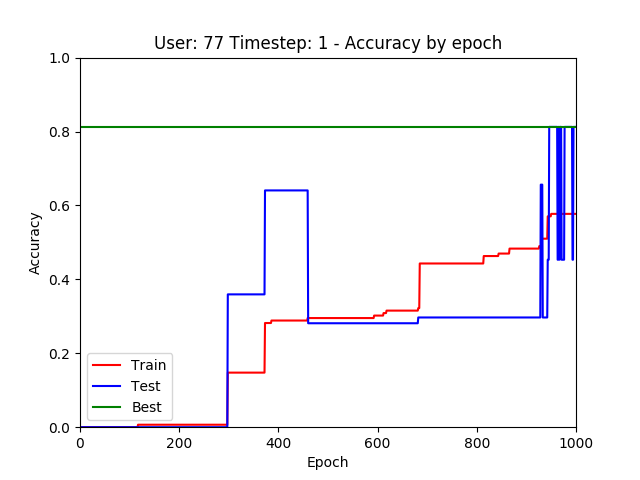 User: 77 Timestep: 1 - Accuracy by epoch
1.0
0.8
0.6
0.4
0.2
0.0
Accuracy
Train
Test
Best
0 200 400 600 800 1000
Epoch